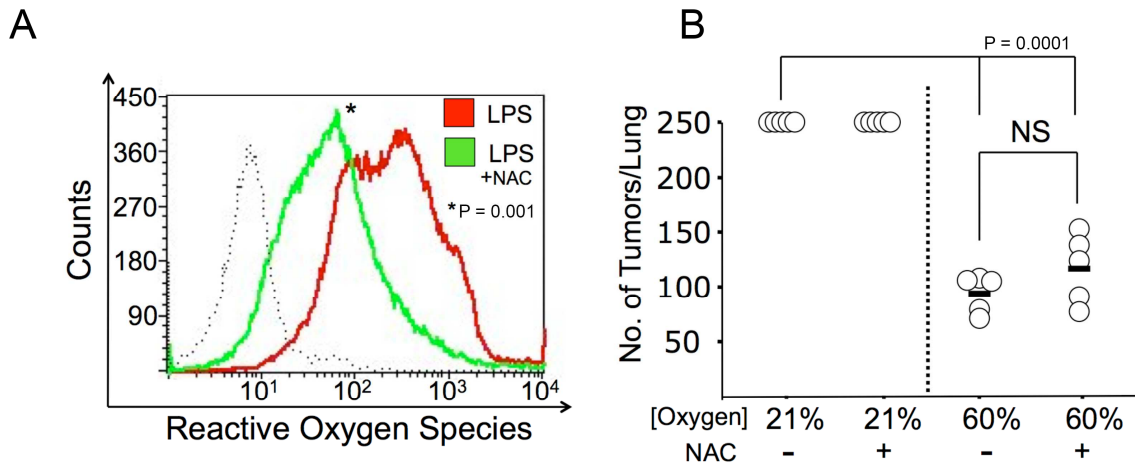 A
450
360
270
180
90
Counts
LPS
LPS
+NAC
*
*P = 0.001
10¹ 10² 10³ 10⁴
Reactive Oxygen Species
B
P = 0.0001
NS
250
200
150
100
50
No. of Tumors/Lung
[Oxygen] 21% 21% 60% 60%
NAC - + - +